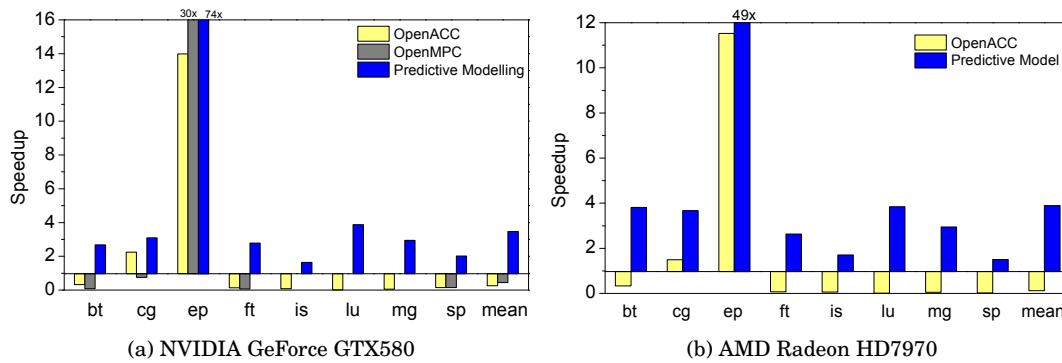 30x 74x
OpenACC
OpenMPC
Predictive Modelling
Speedup
16
14
12
10
8
6
4
2
0
bt cg ep ft is lu mg sp mean
(a) NVIDIA GeForce GTX580
49x
OpenACC
Predictive Model
Speedup
12
10
8
6
4
2
0
bt cg ep ft is lu mg sp mean
(b) AMD Radeon HD7970